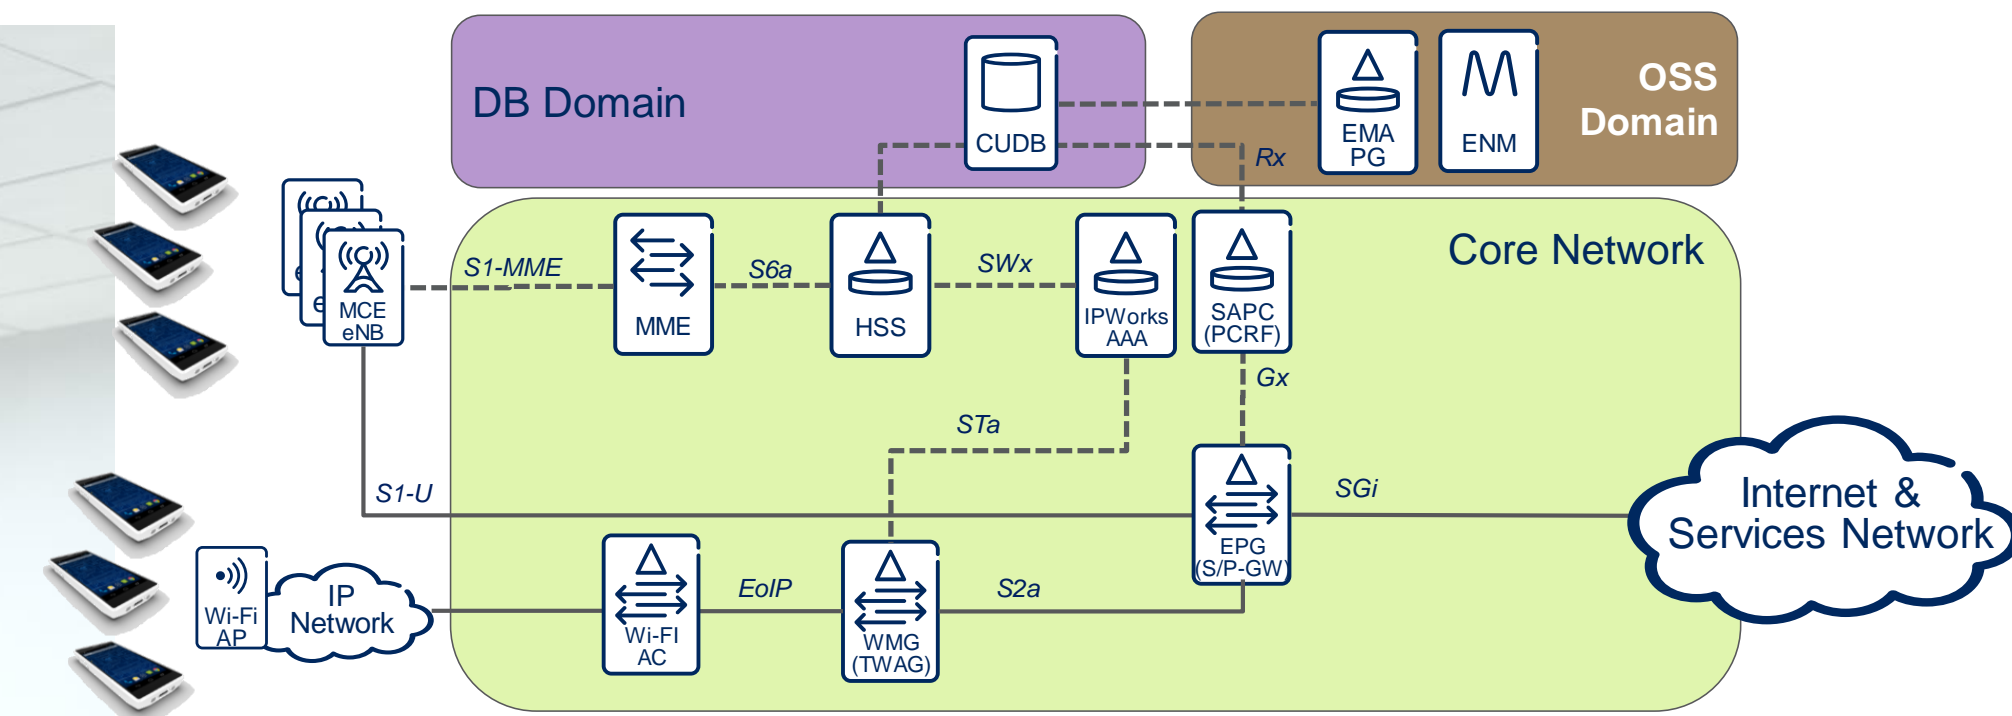 DB Domain
CUDB
EMA
PG
ENM
OSS
Domain
Rx
Core Network
e
e
MCE
eNB
S1-MME
MME
S6a
HSS
SWx
IPWorks
AAA
SAPC
(PCRF)
Gx
STa
S1-U
EPG
(S/P-GW)
SGi
Internet &
Services Network
Wi-Fi
AP
IP
Network
Wi-FI
AC
EoIP
WMG
(TWAG)
S2a